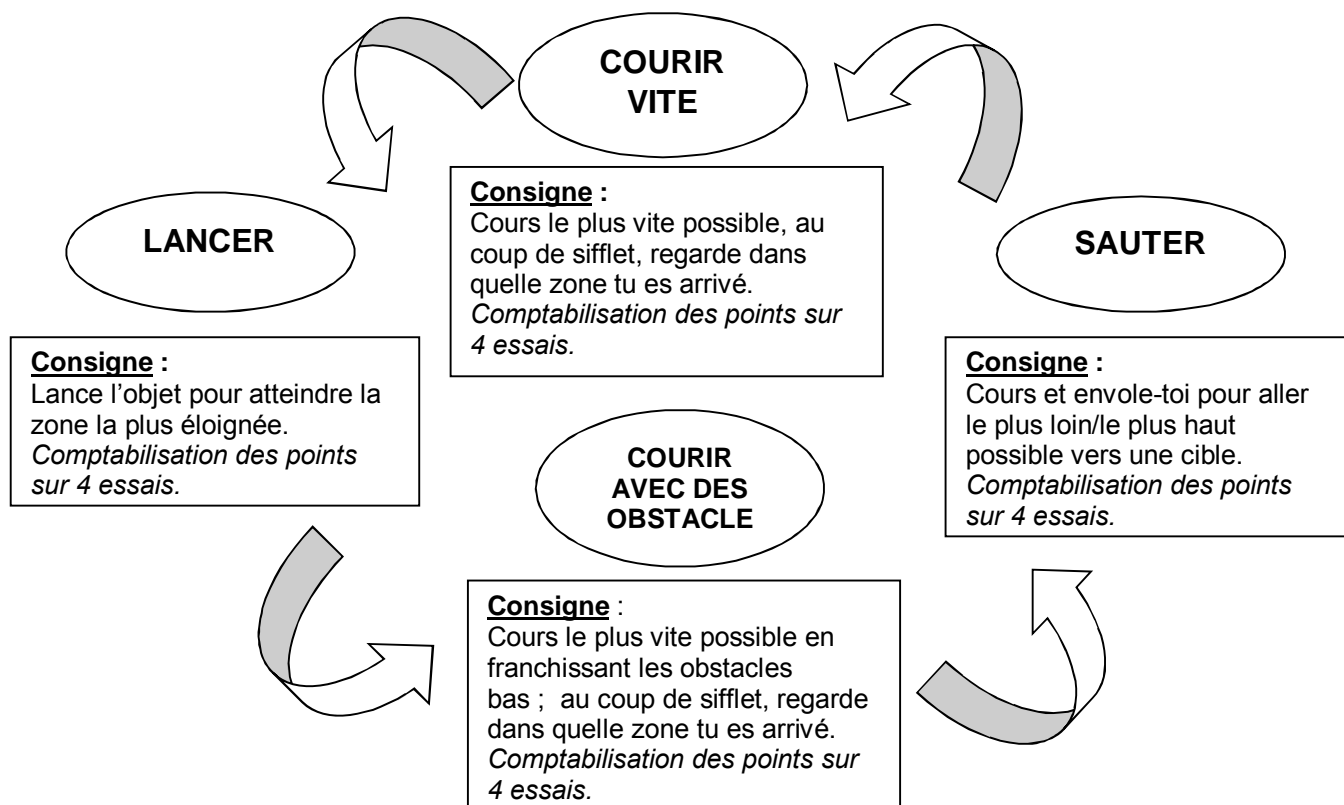 COURIR
VITE
Consigne :
Cours le plus vite possible, au
coup de sifflet, regarde dans
quelle zone tu es arrivé.
Comptabilisation des points sur
4 essais.
LANCER
Consigne :
Lance l’objet pour atteindre la
zone la plus éloignée.
Comptabilisation des points
sur 4 essais.
SAUTER
Consigne :
Cours et envole-toi pour aller
le plus loin/le plus haut
possible vers une cible.
Comptabilisation des points
sur 4 essais.
COURIR
AVEC DES
OBSTACLE
Consigne :
Cours le plus vite possible en
franchissant les obstacles
bas ; au coup de sifflet, regarde
dans quelle zone tu es arrivé.
Comptabilisation des points sur
4 essais.